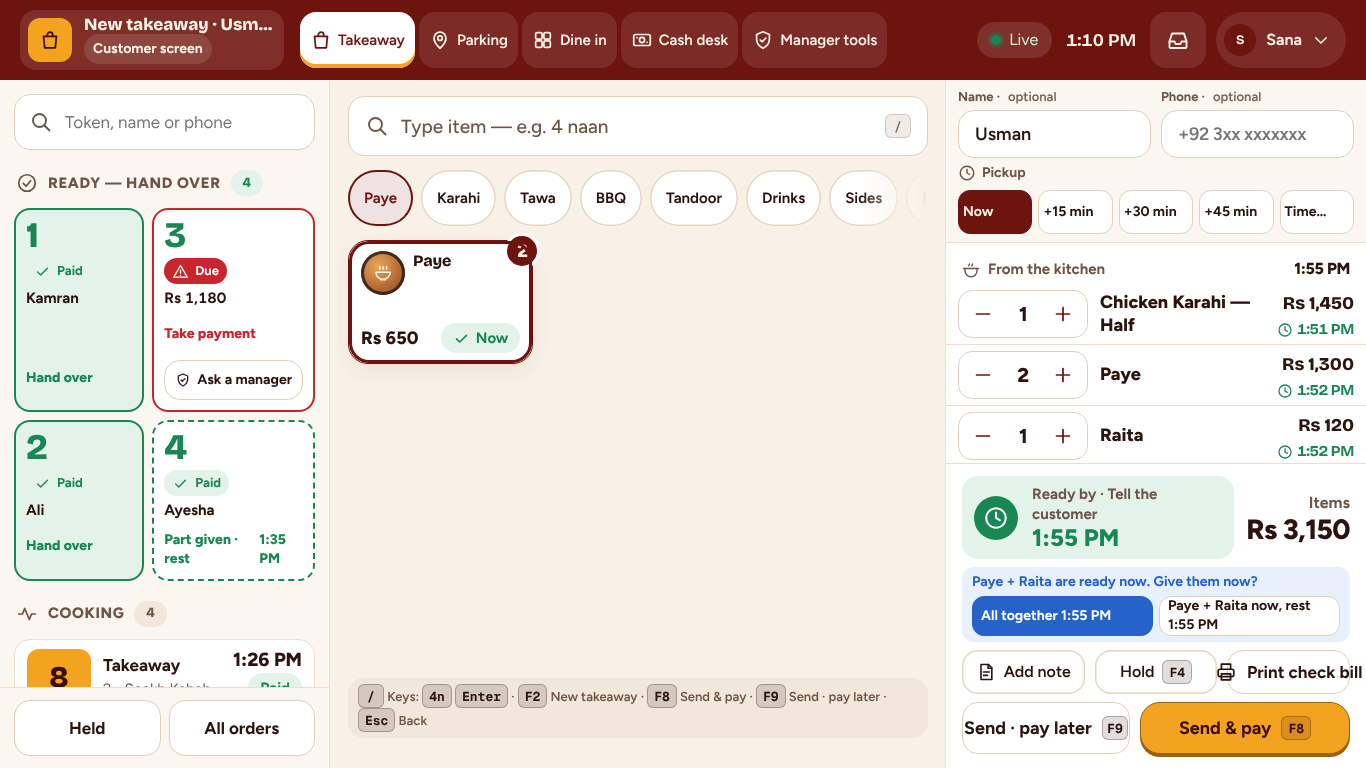 New takeaway · Usm...
Customer screen
Takeaway
Parking
Dine in
Cash desk
Manager tools
Live
1:10 PM
S
Sana
Token, name or phone
READY — HAND OVER 4
1
Paid
Kamran
Hand over
3
Due
Rs 1,180
Take payment
Ask a manager
2
Paid
Ali
Hand over
4
Paid
Ayesha
Part given · rest 1:35 PM
COOKING 4
8
Takeaway
1:26 PM
Paid
Held
All orders
Type item — e.g. 4 naan
/
Paye
Karahi
Tawa
BBQ
Tandoor
Drinks
Sides
2
Paye
Rs 650
Now
/ Keys: 4n Enter · F2 New takeaway · F8 Send & pay · F9 Send · pay later ·
Esc Back
Name · optional
Usman
Phone · optional
+92 3xx xxxxxxx
Pickup
Now
+15 min
+30 min
+45 min
Time...
From the kitchen
1:55 PM
1
Chicken Karahi —
Half
Rs 1,450
1:51 PM
2
Paye
Rs 1,300
1:52 PM
1
Raita
Rs 120
1:52 PM
Ready by · Tell the
customer
1:55 PM
Items
Rs 3,150
Paye + Raita are ready now. Give them now?
All together 1:55 PM
Paye + Raita now, rest
1:55 PM
Add note
Hold F4
Print check bill
Send · pay later F9
Send & pay F8